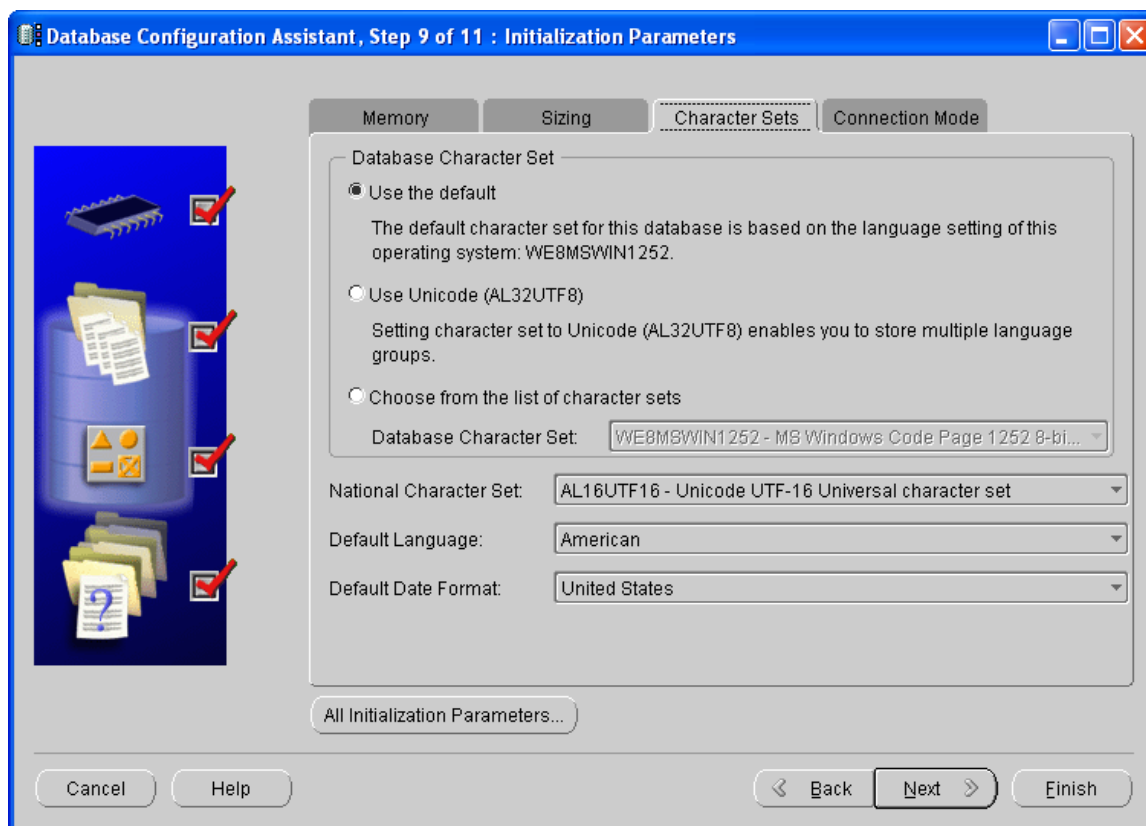 Database Configuration Assistant, Step 9 of 11 : Initialization Parameters
Memory Sizing Character Sets Connection Mode
Database Character Set
Use the default
The default character set for this database is based on the language setting of this
operating system: WE8MSWIN1252.
Use Unicode (AL32UTF8)
Setting character set to Unicode (AL32UTF8) enables you to store multiple language
groups.
Choose from the list of character sets
Database Character Set: WE8MSWIN1252 - MS Windows Code Page 1252 8-bi...
National Character Set: AL16UTF16 - Unicode UTF-16 Universal character set
Default Language: American
Default Date Format: United States
?
All Initialization Parameters...
Cancel Help Back Next Finish